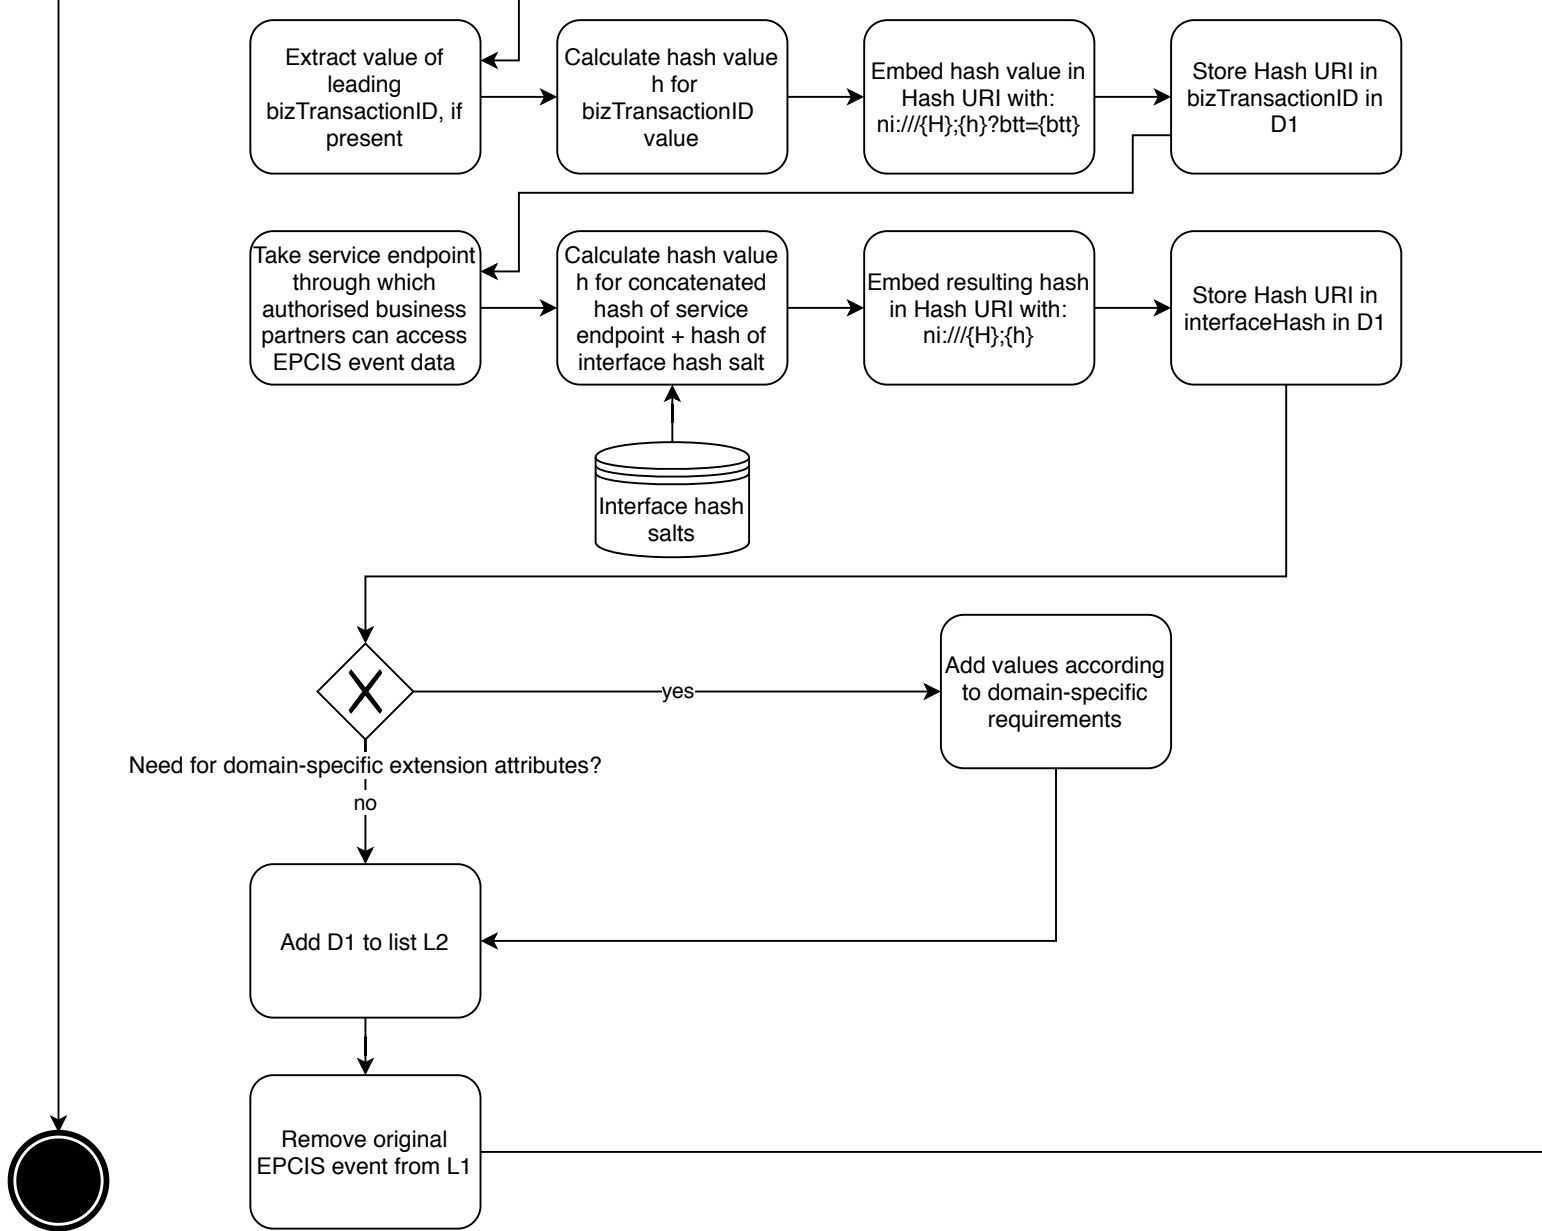 Extract value of
leading
bizTransactionID, if
present
Calculate hash value
h for
bizTransactionID
value
Embed hash value in
Hash URI with:
ni:///{H};{h}?btt={btt}
Store Hash URI in
bizTransactionID in
D1
Take service endpoint
through which
authorised business
partners can access
EPCIS event data
Calculate hash value
h for concatenated
hash of service
endpoint + hash of
interface hash salt
Embed resulting hash
in Hash URI with:
ni:///{H};{h}
Store Hash URI in
interfaceHash in D1
Interface hash
salts
yes
Add values according
to domain-specific
requirements
Need for domain-specific extension attributes?
no
Add D1 to list L2
Remove original
EPCIS event from L1